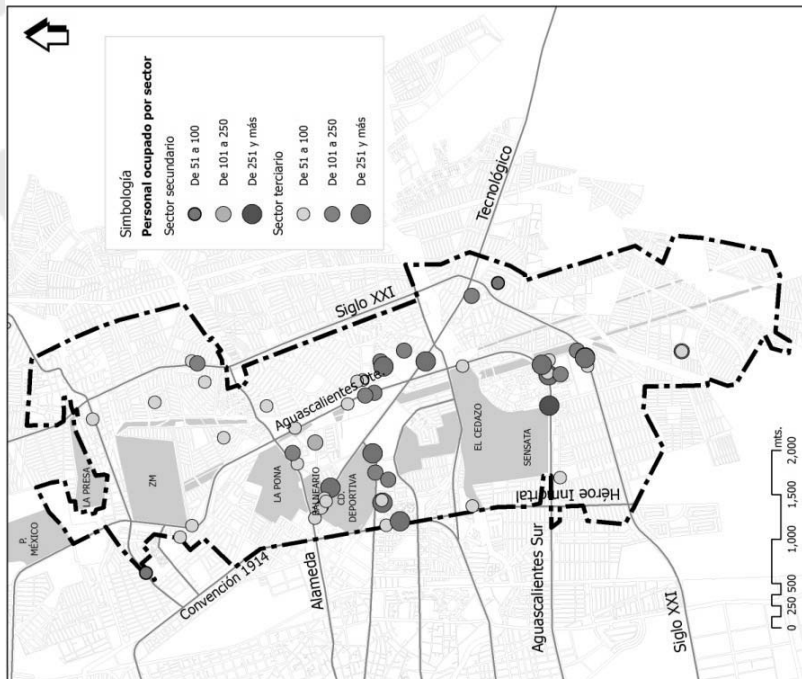 Simbología
Personal ocupado por sector
Sector secundario
De 51 a 100
De 101 a 250
De 251 y más
Sector terciario
De 51 a 100
De 101 a 250
De 251 y más
P.
MÉXICO
LA PRESA
ZM
Convención 1914
Siglo XXI
Aguascalientes Ote.
LA PONA
BALNEARIO
CD.
DEPORTIVA
Alameda
Tecnológico
EL CEDAZO
SENSATA
Héroe Inmortal
Aguascalientes Sur
Siglo XXI
0 250 500 1,000 1,500 2,000
mts.